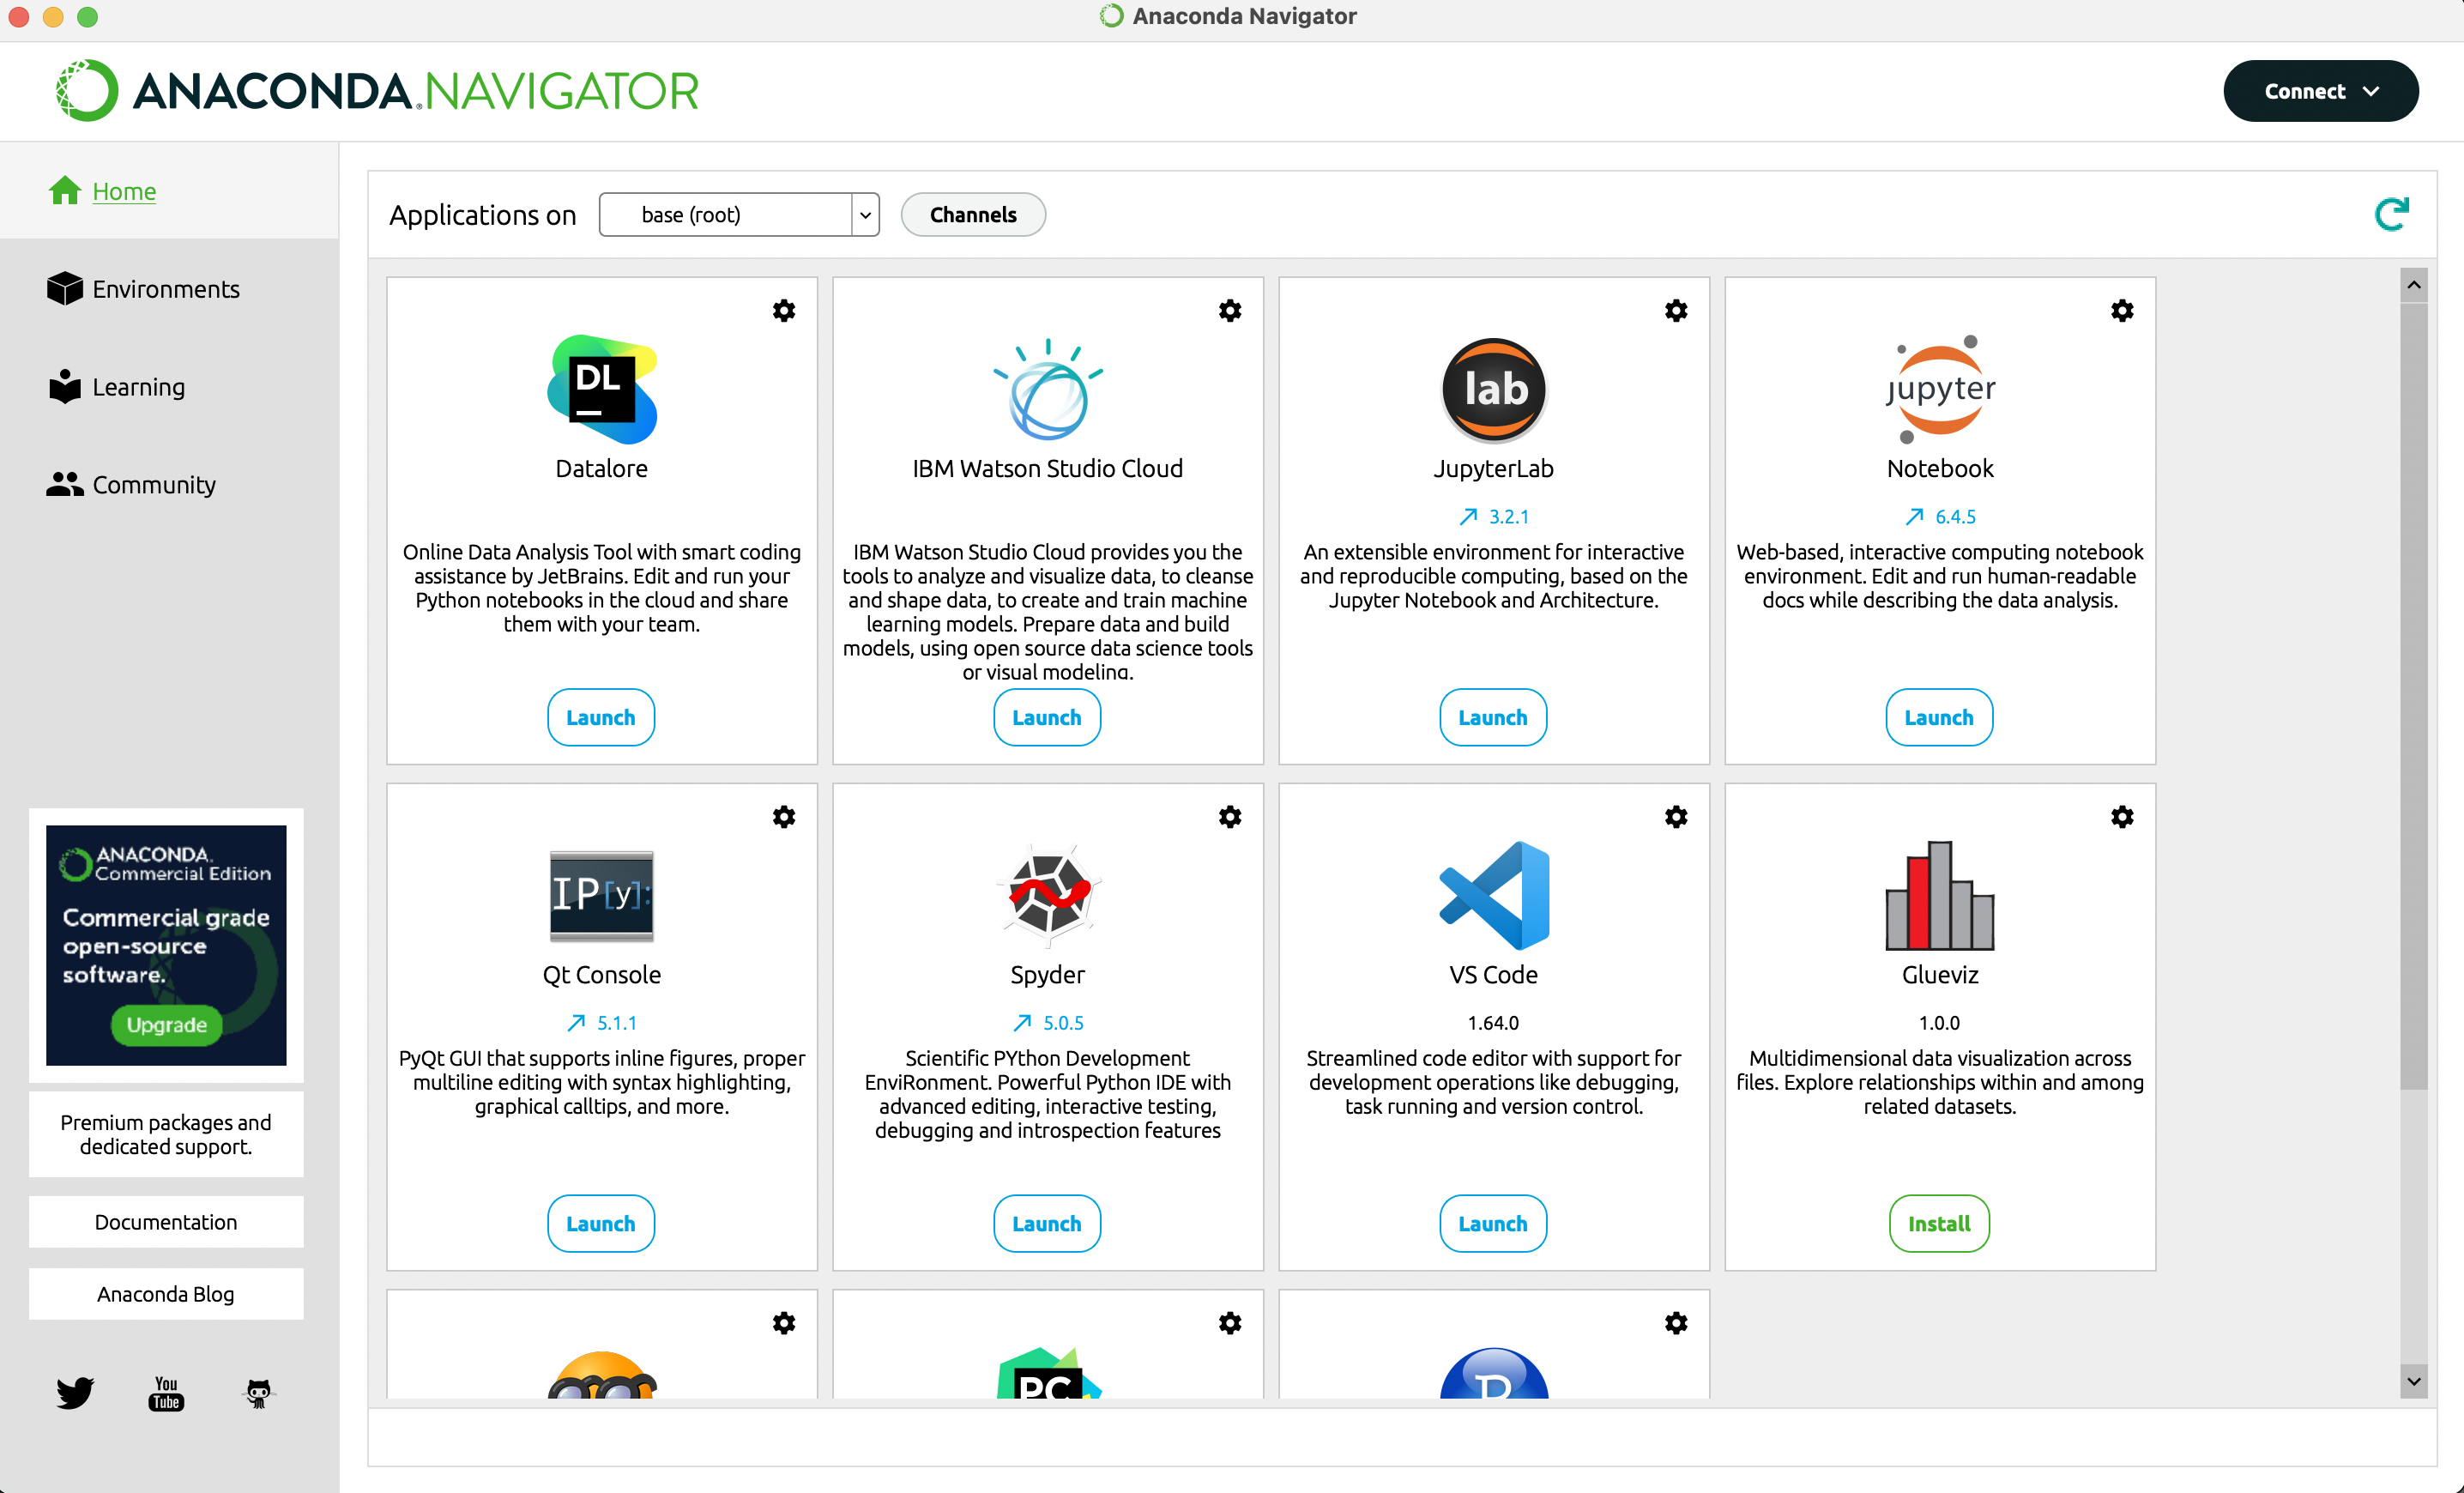 Anaconda Navigator
ANACONDA.NAVIGATOR
Connect
Home
Environments
Learning
Community
ANACONDA.
Commercial Edition
Commercial grade
open-source
software.
Upgrade
Premium packages and
dedicated support.
Documentation
Anaconda Blog
You
Tube
Applications on
base (root)
Channels
DL
Datalore
Online Data Analysis Tool with smart coding
assistance by JetBrains. Edit and run your
Python notebooks in the cloud and share
them with your team.
Launch
IBM Watson Studio Cloud
IBM Watson Studio Cloud provides you the
tools to analyze and visualize data, to cleanse
and shape data, to create and train machine
learning models. Prepare data and build
models, using open source data science tools
or visual modeling.
Launch
lab
JupyterLab
3.2.1
An extensible environment for interactive
and reproducible computing, based on the
Jupyter Notebook and Architecture.
Launch
jupyter
Notebook
6.4.5
Web-based, interactive computing notebook
environment. Edit and run human-readable
docs while describing the data analysis.
Launch
IP[y]:
Qt Console
5.1.1
PyQt GUI that supports inline figures, proper
multiline editing with syntax highlighting,
graphical calltips, and more.
Launch
Spyder
5.0.5
Scientific PYthon Development
EnviRonment. Powerful Python IDE with
advanced editing, interactive testing,
debugging and introspection features
Launch
VS Code
1.64.0
Streamlined code editor with support for
development operations like debugging,
task running and version control.
Launch
Glueviz
1.0.0
Multidimensional data visualization across
files. Explore relationships within and among
related datasets.
Install
PC
R